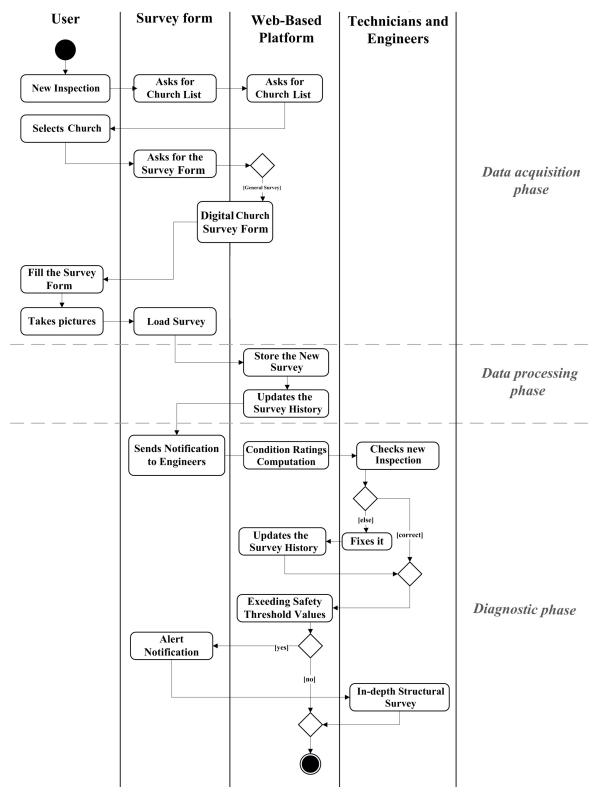 User
Survey form
Web-Based
Platform
Technicians and
Engineers
New Inspection
Asks for
Church List
Asks for
Church List
Selects Church
Asks for the
Survey Form
[General Survey]
Digital Church
Survey Form
Data acquisition
phase
Fill the Survey
Form
Takes pictures
Load Survey
Store the New
Survey
Updates the
Survey History
Data processing
phase
Sends Notification
to Engineers
Condition Ratings
Computation
Checks new
Inspection
[else]
[correct]
Updates the
Survey History
Fixes it
Exeeding Safety
Threshold Values
Diagnostic phase
Alert
Notification
[yes]
[no]
In-depth Structural
Survey